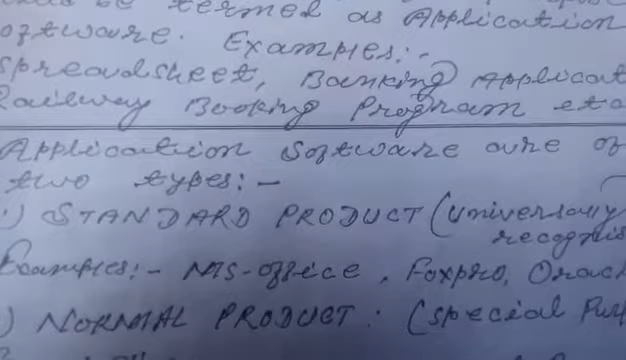 termed as Application
Software. Examples:-
Spreadsheet, Banking Applicat
Railway Booking Program etc
Application Software are of
two types:-
1) STANDARD PRODUCT (universally
recognis
Examples:- MS-office, Foxpro, Orac
) NORMAL PRODUCT: (special Pur